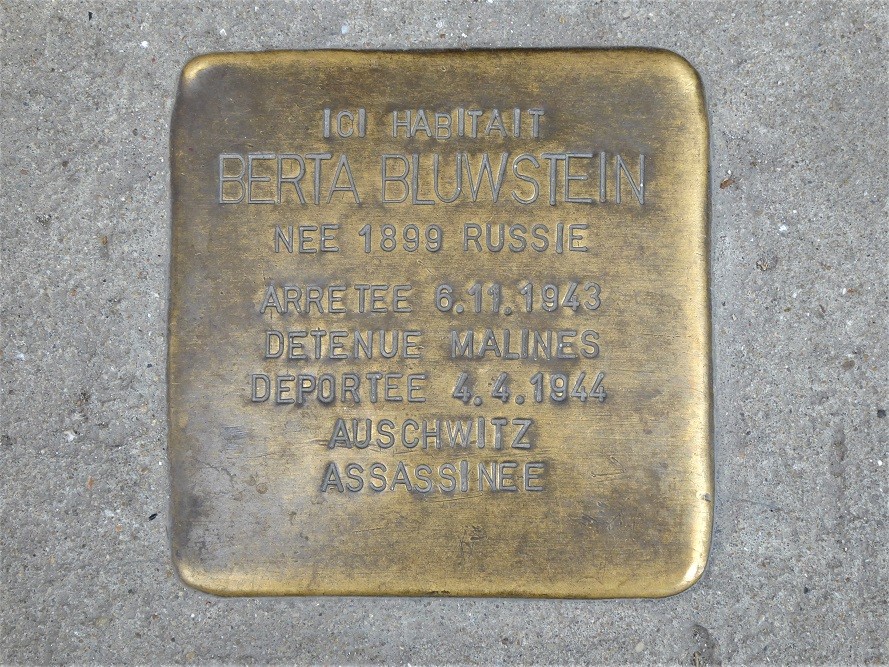 ICI HABITAIT
BERTA BLUWSTEIN
NEE 1899 RUSSIE
ARRETEE 6.11.1943
DETENUE MALINES
DEPORTEE 4.4.1944
AUSCHWITZ
ASSASSINEE